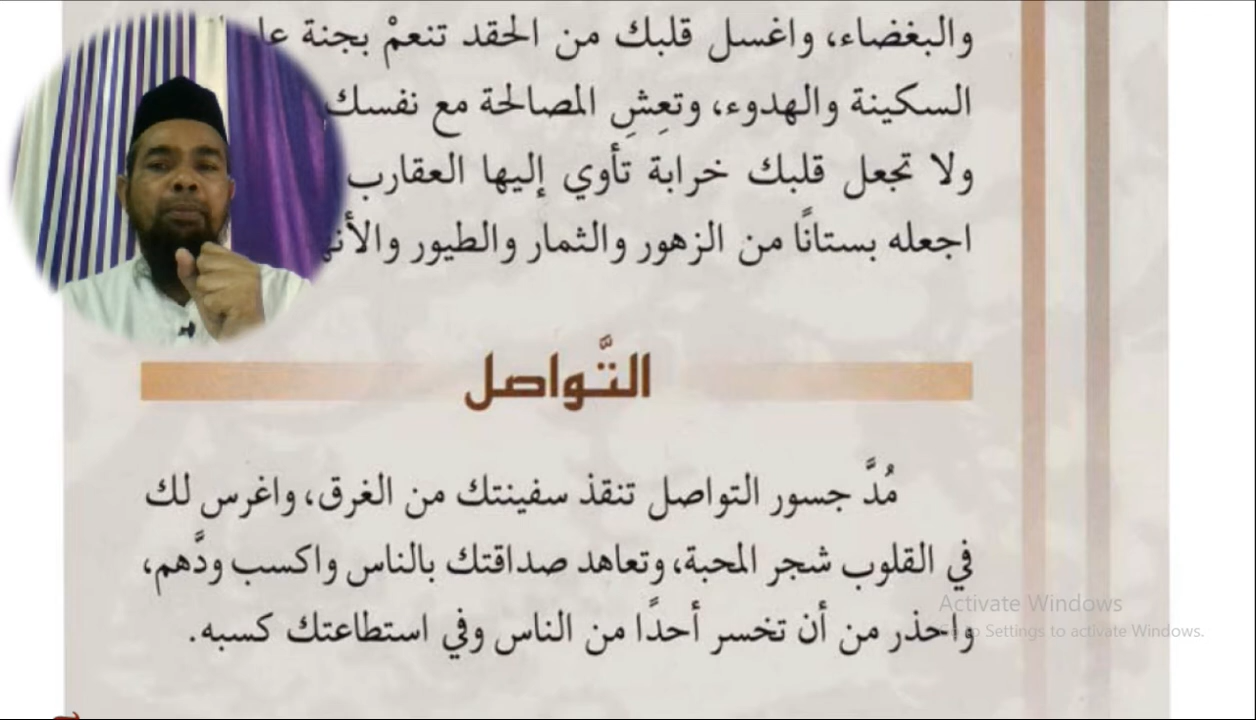 والبغضاء، واغسل قلبك من الحقد تنعمْ بجنة
السكينة والهدوء، وتعِشِ المصالحة مع نفسك
ولا تجعل قلبك خرابة تأوي إليها العقارب
اجعله بستانًا من الزهور والثمار والطيور
التَّواصل
مُدَّ جسور التواصل تنقذ سفينتك من الغرق، واغرس لك
في القلوب شجر المحبة، وتعاهد صداقتك بالناس واكسب ودَّهم،
واحذر من أن تخسر أحدًا من الناس وفي استطاعتك كسبه.
Activate Windows
Go to Settings to activate Windows.